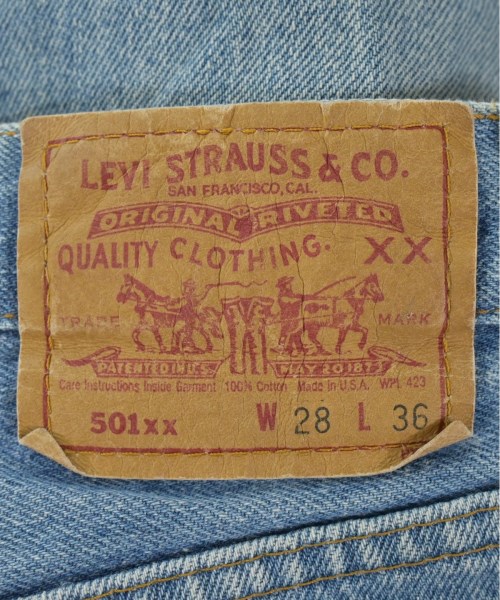 LEVI STRAUSS & CO.
SAN FRANCISCO, CAL.
ORIGINAL RIVETED
QUALITY CLOTHING. XX
TRADE MARK
PATENTED IN U.S. MAY 20 1873
Care Instructions Inside Garment 100% Cotton Made in U.S.A. WPL 423
501xx W 28 L 36